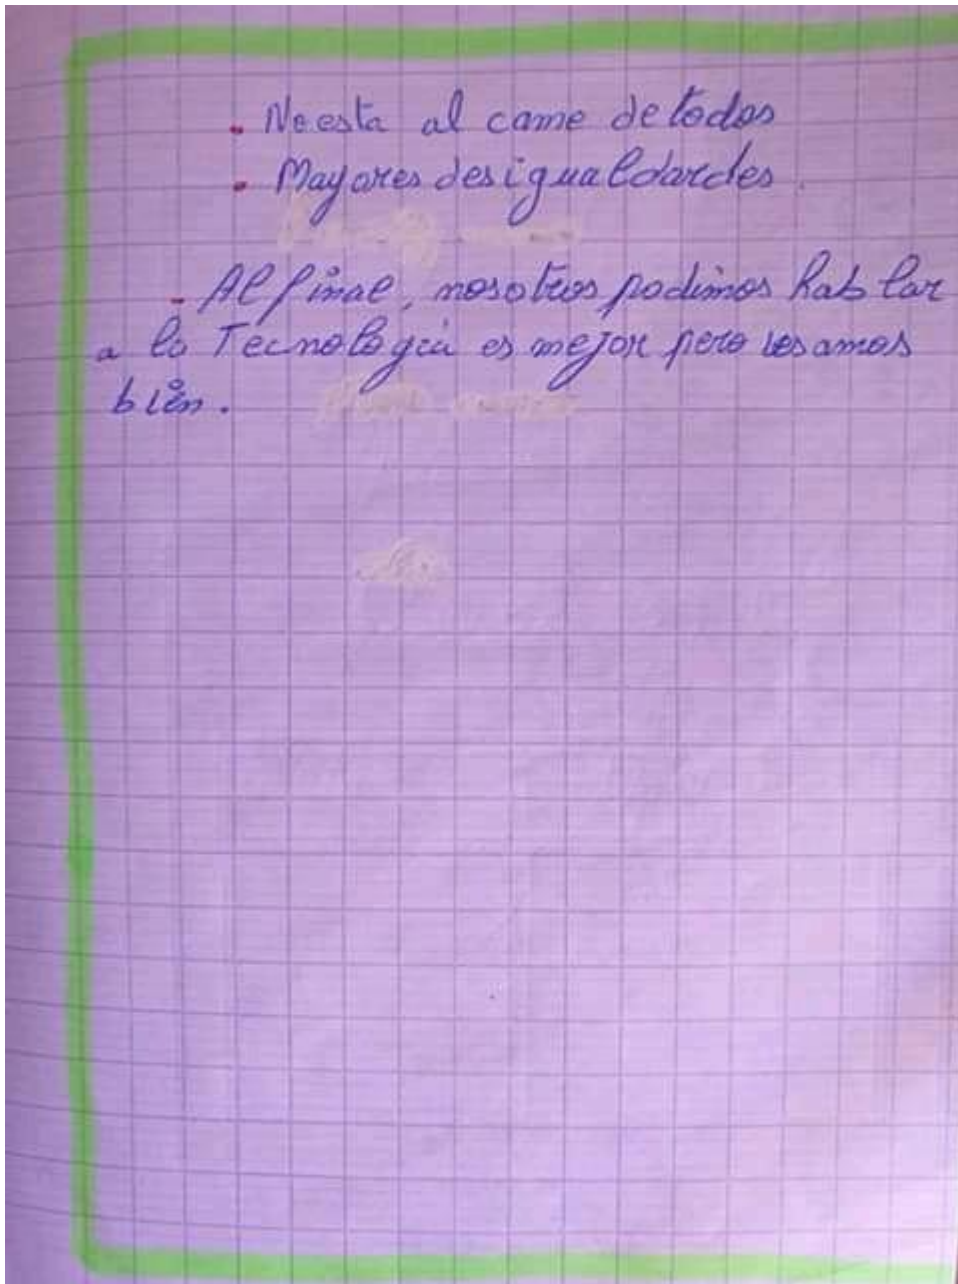 . No esta al came de todos
. Mayores desigualdardes.
- Al final, nosotros podimos hablar
a la Tecnologia es mejor pero usamos
bien.